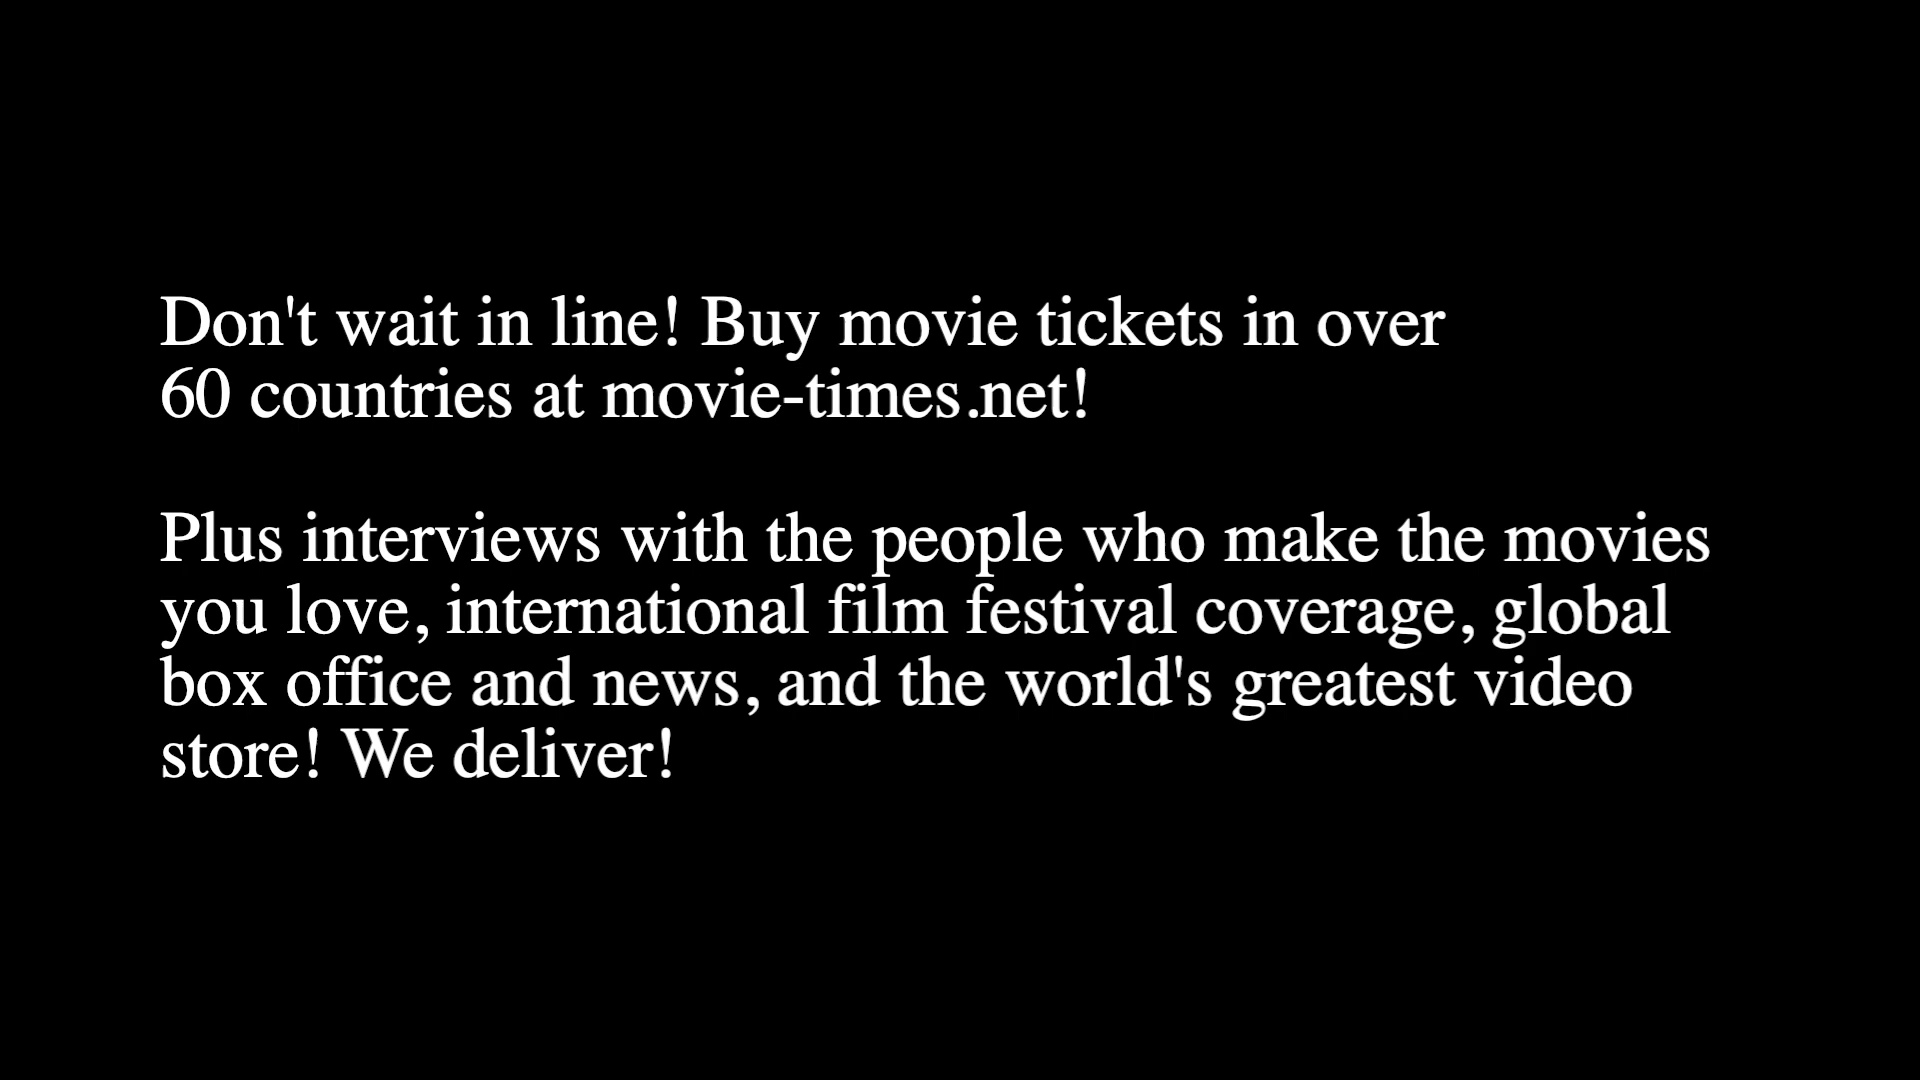 Don't wait in line! Buy movie tickets in over
60 countries at movie-times.net!
Plus interviews with the people who make the movies
you love, international film festival coverage, global
box office and news, and the world's greatest video
store! We deliver!